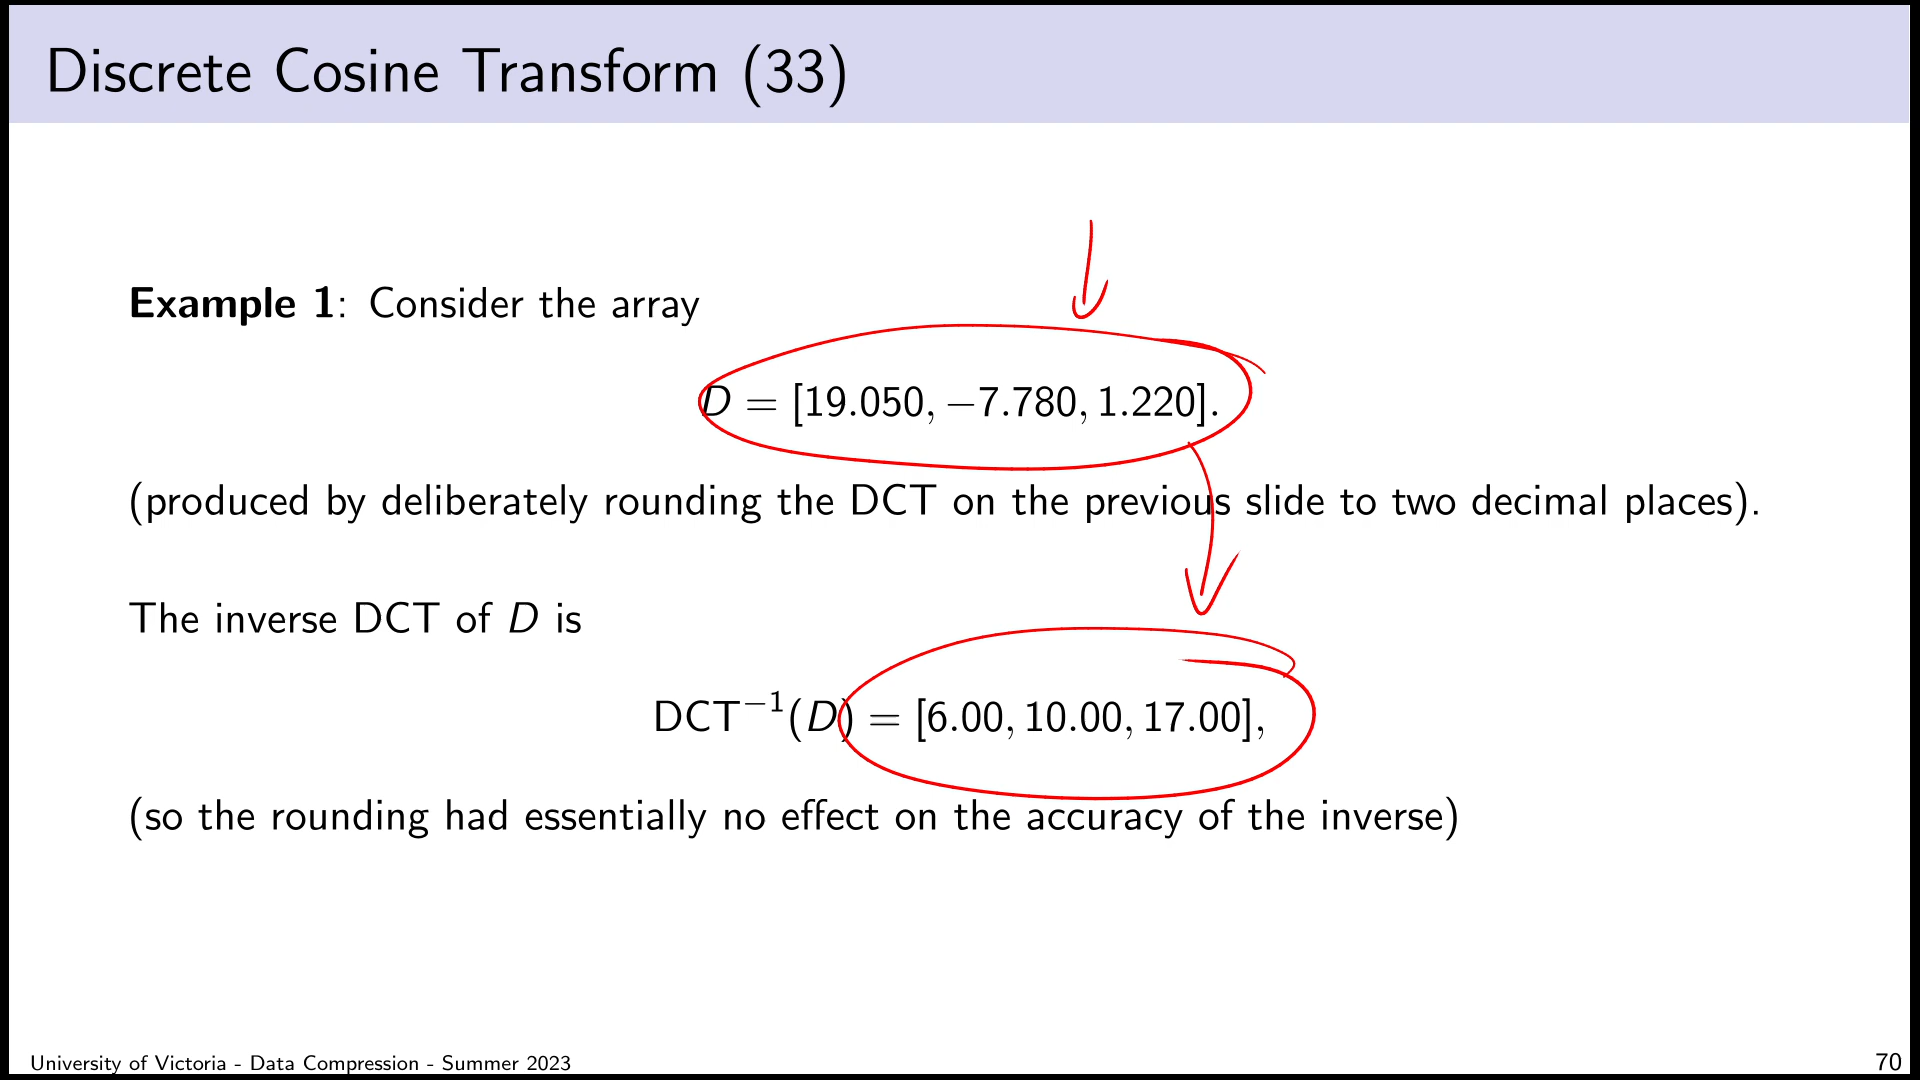 Discrete Cosine Transform (33)
Example 1: Consider the array
D = [19.050, −7.780, 1.220].
(produced by deliberately rounding the DCT on the previous slide to two decimal places).
The inverse DCT of D is
DCT⁻¹(D) = [6.00, 10.00, 17.00],
(so the rounding had essentially no effect on the accuracy of the inverse)
University of Victoria - Data Compression - Summer 2023
70